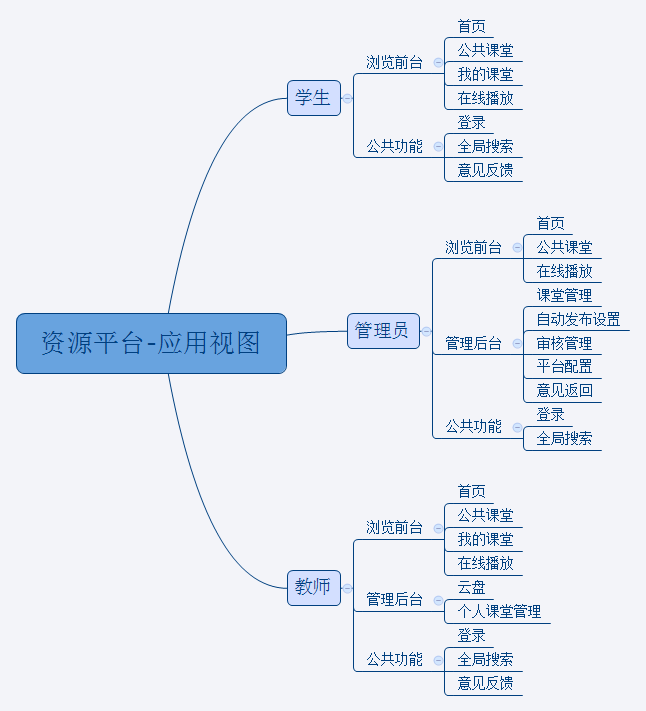 资源平台-应用视图
学生
浏览前台
首页
公共课堂
我的课堂
在线播放
公共功能
登录
全局搜索
意见反馈
管理员
浏览前台
首页
公共课堂
在线播放
管理后台
课堂管理
自动发布设置
审核管理
平台配置
意见返回
公共功能
登录
全局搜索
教师
浏览前台
首页
公共课堂
我的课堂
在线播放
管理后台
云盘
个人课堂管理
公共功能
登录
全局搜索
意见反馈